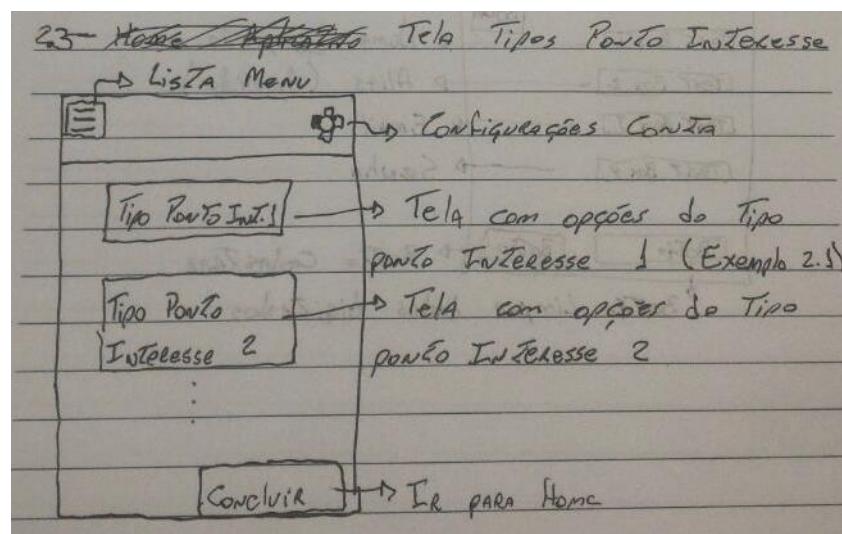 2.3- Home Aplicativo Tela Tipos Ponto Interesse
Lista Menu
Configurações Conta
Tipo Ponto Int.1
Tela com opções do Tipo
ponto Interesse 1 (Exemplo 2.1)
Tipo Ponto
Interesse 2
Tela com opções do Tipo
ponto Interesse 2
Concluir
Ir para Home